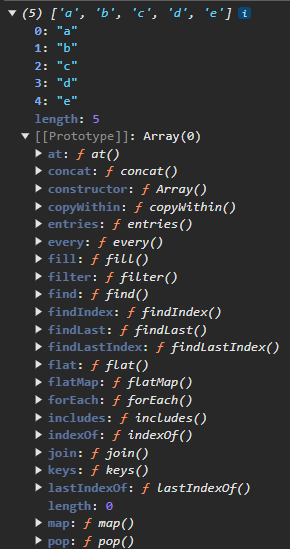 ▼ (5) ['a', 'b', 'c', 'd', 'e'] i
0: "a"
1: "b"
2: "c"
3: "d"
4: "e"
length: 5
▼ [[Prototype]]: Array(0)
▶ at: ƒ at()
▶ concat: ƒ concat()
▶ constructor: ƒ Array()
▶ copyWithin: ƒ copyWithin()
▶ entries: ƒ entries()
▶ every: ƒ every()
▶ fill: ƒ fill()
▶ filter: ƒ filter()
▶ find: ƒ find()
▶ findIndex: ƒ findIndex()
▶ findLast: ƒ findLast()
▶ findLastIndex: ƒ findLastIndex()
▶ flat: ƒ flat()
▶ flatMap: ƒ flatMap()
▶ forEach: ƒ forEach()
▶ includes: ƒ includes()
▶ indexOf: ƒ indexOf()
▶ join: ƒ join()
▶ keys: ƒ keys()
▶ lastIndexOf: ƒ lastIndexOf()
length: 0
▶ map: ƒ map()
▶ pop: ƒ pop()